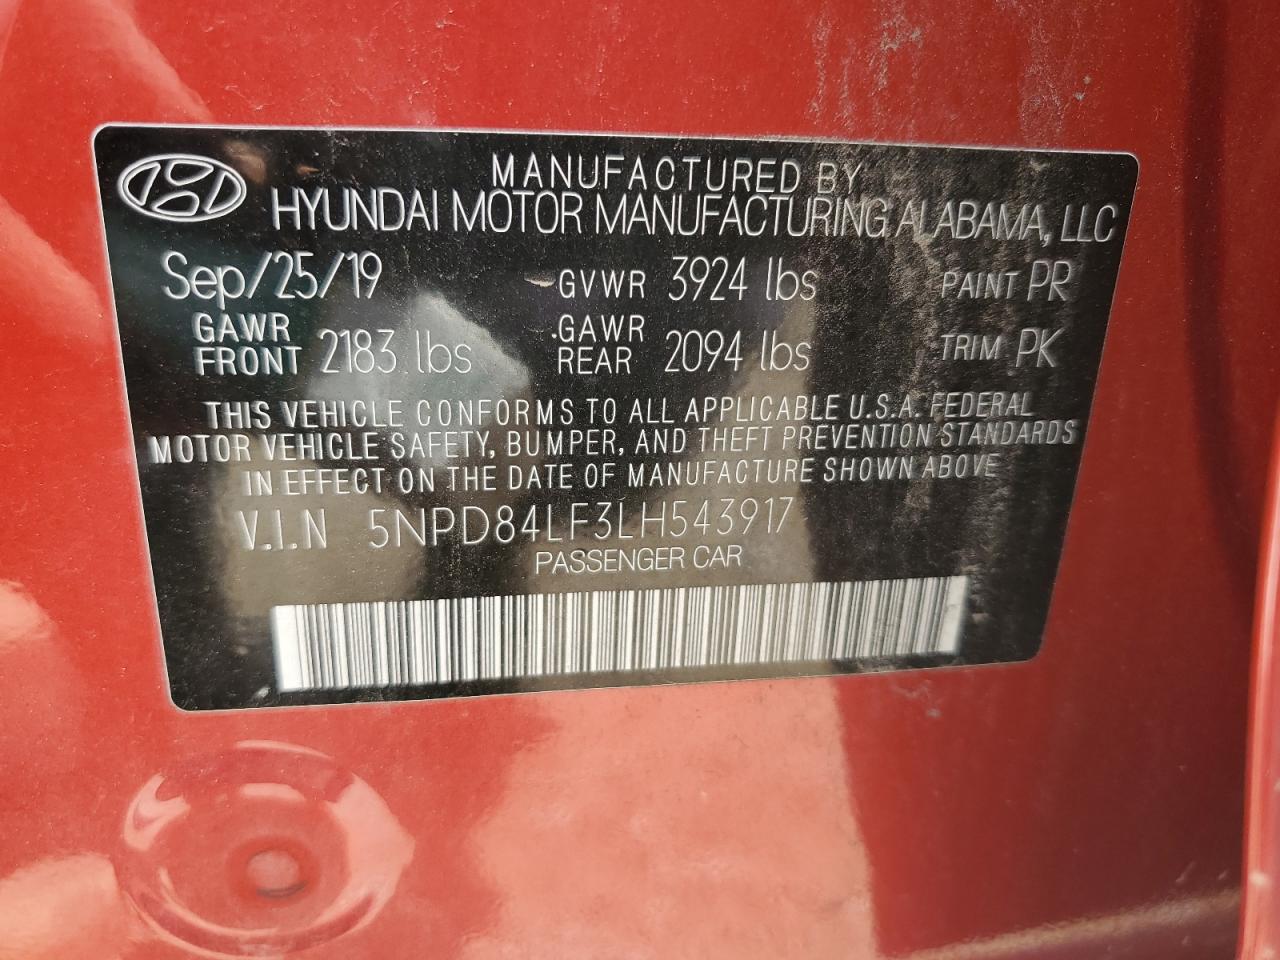 MANUFACTURED BY
HYUNDAI MOTOR MANUFACTURING ALABAMA, LLC
Sep/25/19 GVWR 3924 lbs PAINT PR
GAWR FRONT 2183 lbs GAWR REAR 2094 lbs TRIM PK
THIS VEHICLE CONFORMS TO ALL APPLICABLE U.S.A. FEDERAL
MOTOR VEHICLE SAFETY, BUMPER, AND THEFT PREVENTION STANDARDS
IN EFFECT ON THE DATE OF MANUFACTURE SHOWN ABOVE
V.I.N 5NPD84LF3LH543917
PASSENGER CAR